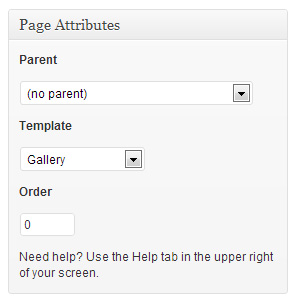 Page Attributes
Parent
(no parent)
Template
Gallery
Order
0
Need help? Use the Help tab in the upper right
of your screen.